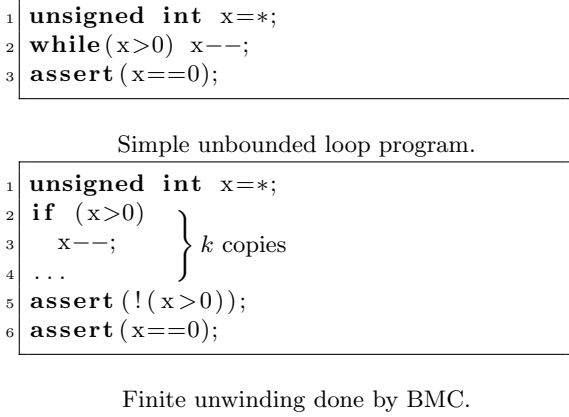 1 unsigned int x=*;
2 while(x>0) x−−;
3 assert(x==0);
Simple unbounded loop program.
1 unsigned int x=*;
2 if (x>0)
3 x−−; k copies
4 ...
5 assert(!(x>0));
6 assert(x==0);
Finite unwinding done by BMC.